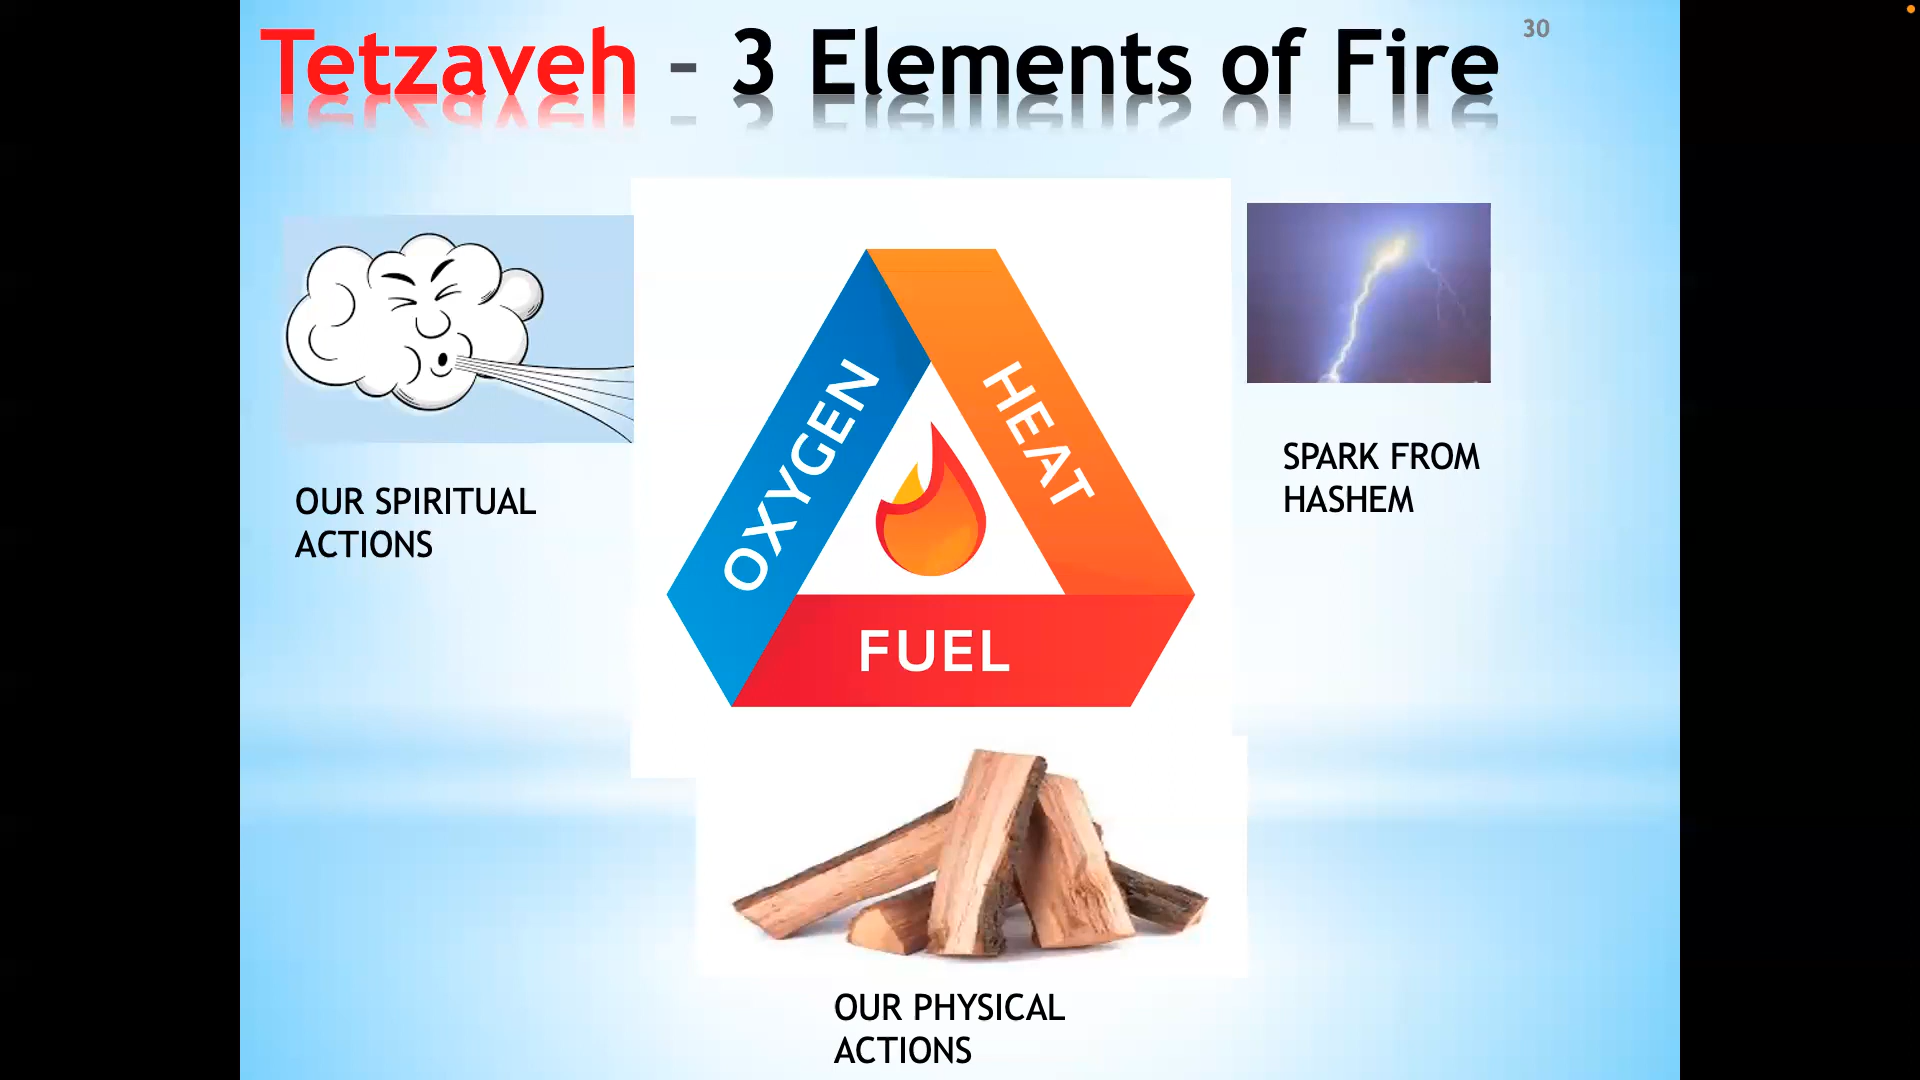 Tetzaveh - 3 Elements of Fire
30
OXYGEN
HEAT
FUEL
OUR SPIRITUAL
ACTIONS
SPARK FROM
HASHEM
OUR PHYSICAL
ACTIONS